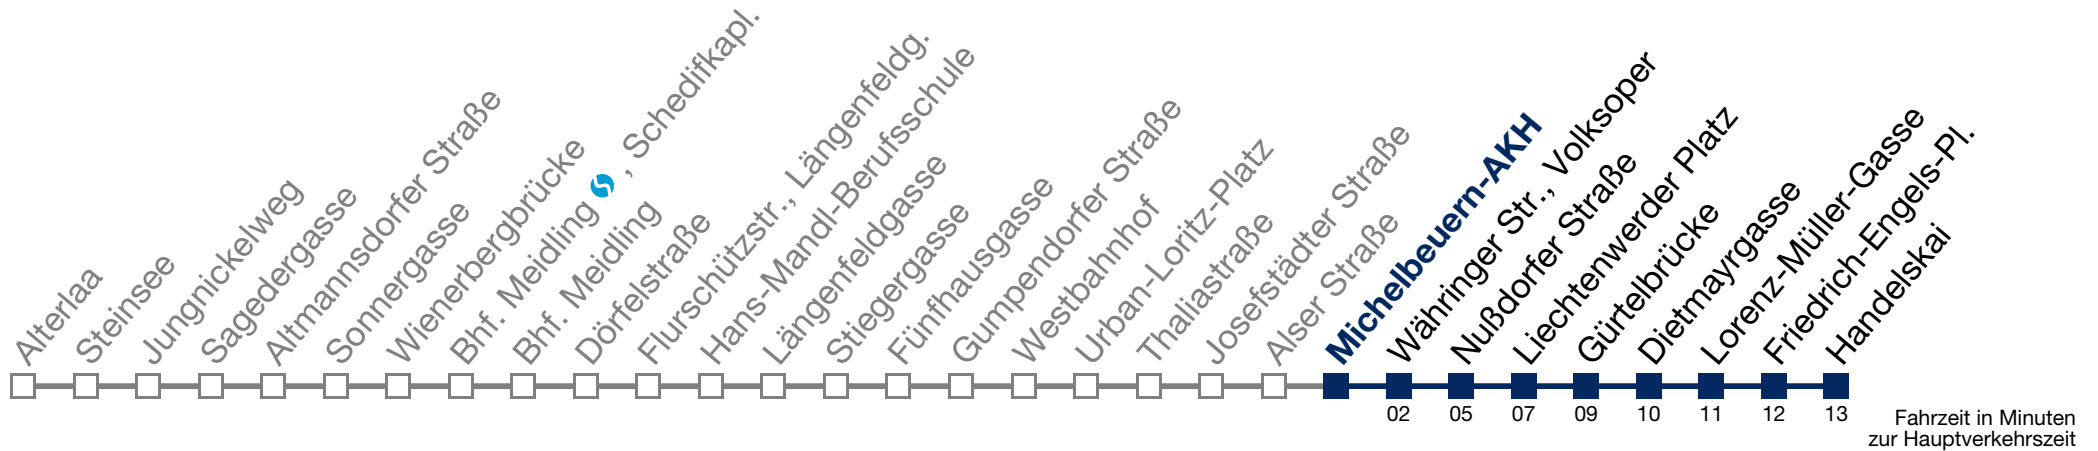 Alterlaa
Steinsee
Jungnickelweg
Sagedergasse
Altmannsdorfer Straße
Sonnergasse
Wienerbergbrücke
Bhf. Meidling , Schedifkapl.
Bhf. Meidling
Dörfelstraße
Flurschützstr., Längenfeldg.
Hans-Mandl-Berufsschule
Längenfeldgasse
Stiegergasse
Fünfhausgasse
Gumpendorfer Straße
Westbahnhof
Urban-Loritz-Platz
Thaliastraße
Josefstädter Straße
Alser Straße
Michelbeuern-AKH
Währinger Str., Volksoper
Nußdorfer Straße
Liechtenwerder Platz
Gürtelbrücke
Dietmayrgasse
Lorenz-Müller-Gasse
Friedrich-Engels-Pl.
Handelskai
02 05 07 09 10 11 12 13
Fahrzeit in Minuten
zur Hauptverkehrszeit